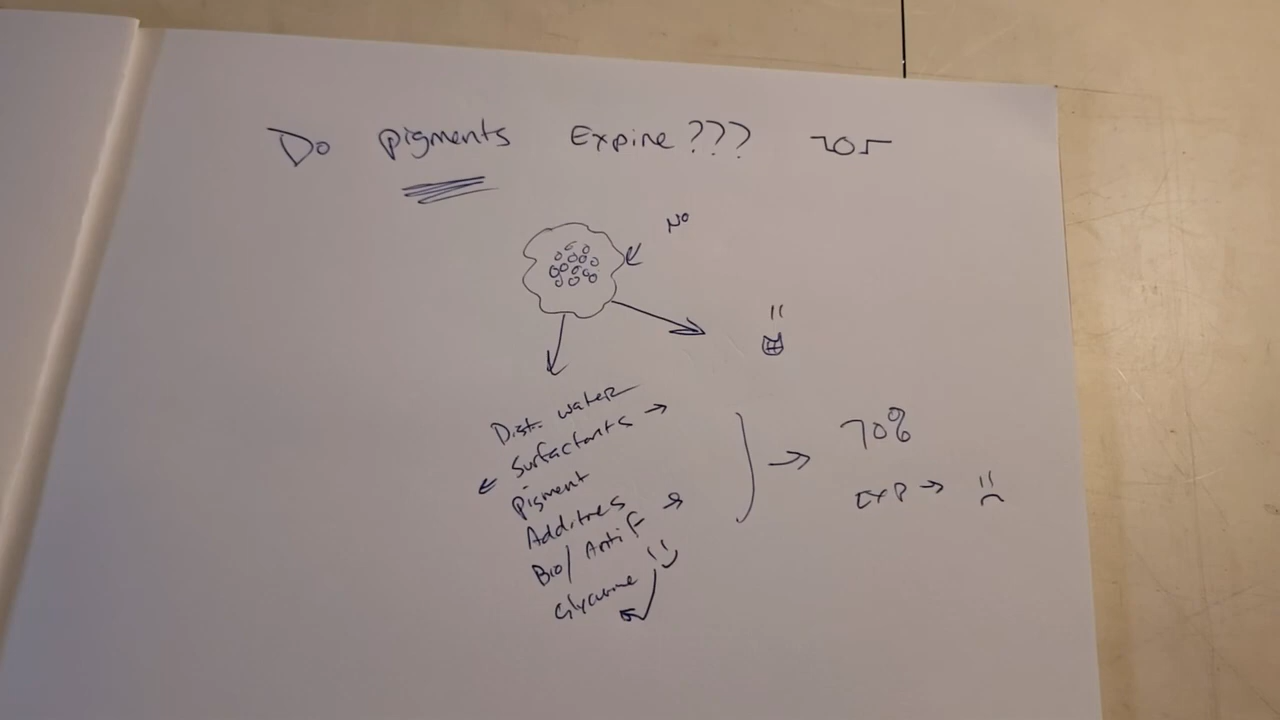 Do pigments Expire???
No
Dist. water
Surfactants →
70%
pigment
EXP →
Additives
Bio/Antif →
Glycerine